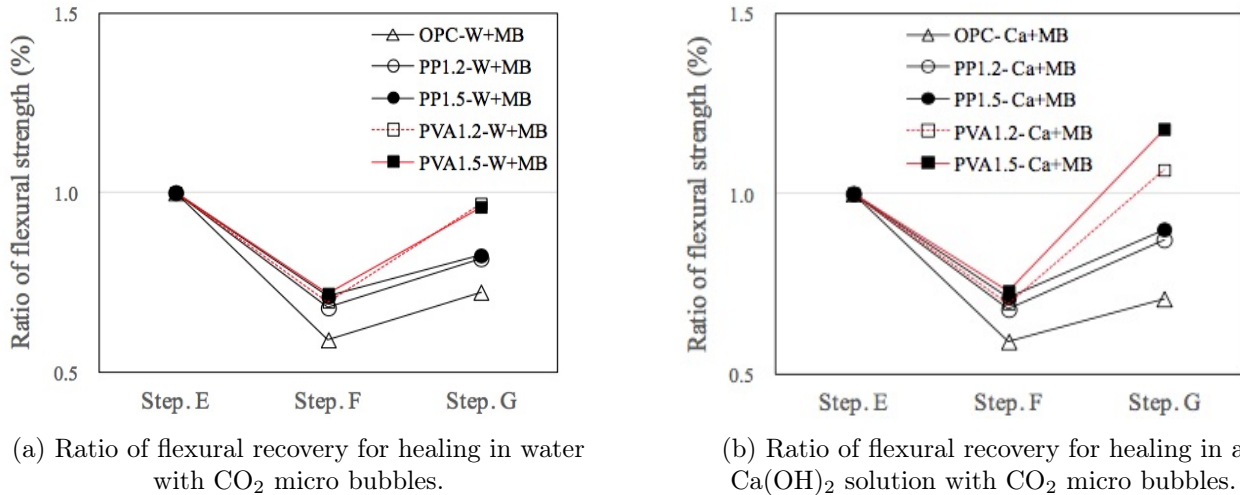 Ratio of flexural strength (%)
1.5
1.0
0.5
OPC-W+MB
PP1.2-W+MB
PP1.5-W+MB
PVA1.2-W+MB
PVA1.5-W+MB
Step. E
Step. F
Step. G
(a) Ratio of flexural recovery for healing in water
with CO₂ micro bubbles.
Ratio of flexural strength (%)
1.5
1.0
0.5
OPC- Ca+MB
PP1.2- Ca+MB
PP1.5- Ca+MB
PVA1.2- Ca+MB
PVA1.5- Ca+MB
Step. E
Step. F
Step. G
(b) Ratio of flexural recovery for healing in a
Ca(OH)₂ solution with CO₂ micro bubbles.